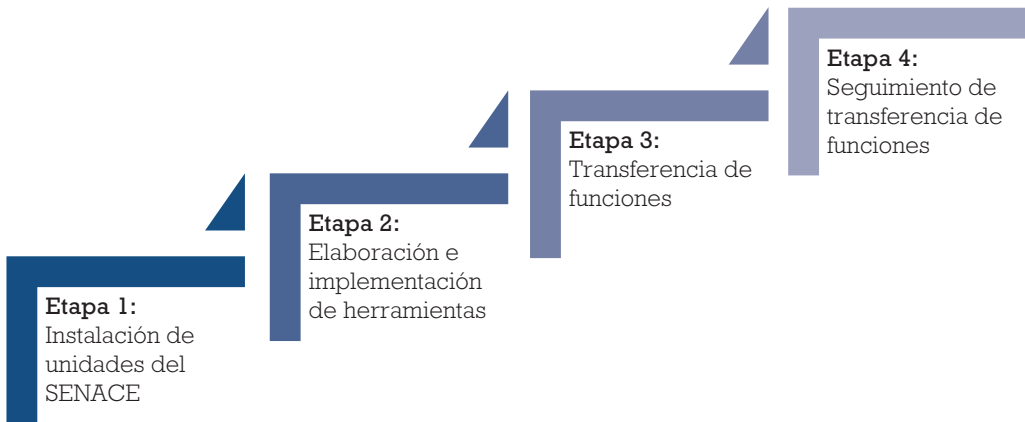 Etapa 1:
Instalación de
unidades del
SENACE
Etapa 2:
Elaboración e
implementación
de herramientas
Etapa 3:
Transferencia de
funciones
Etapa 4:
Seguimiento de
transferencia de
funciones